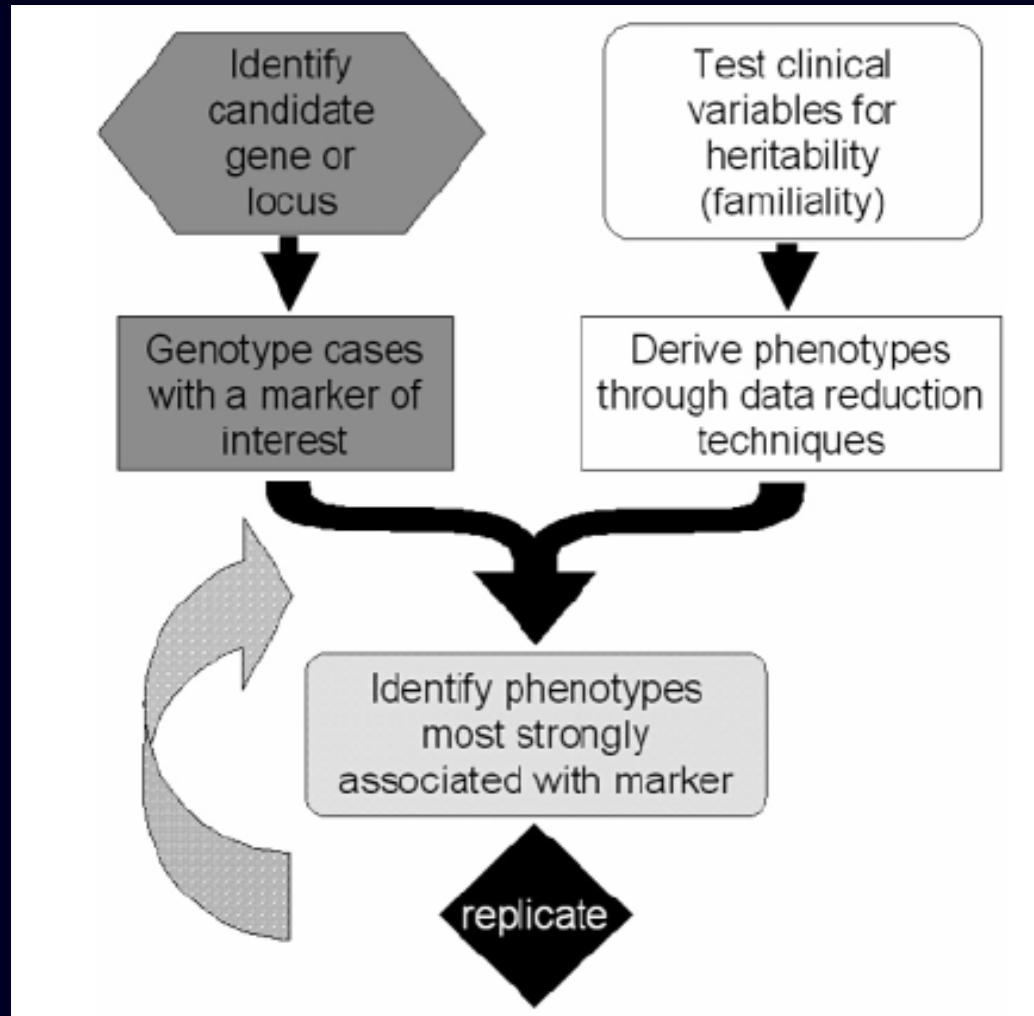 Identify
candidate
gene or
locus
Test clinical
variables for
heritability
(familiality)
Genotype cases
with a marker of
interest
Derive phenotypes
through data reduction
techniques
Identify phenotypes
most strongly
associated with marker
replicate